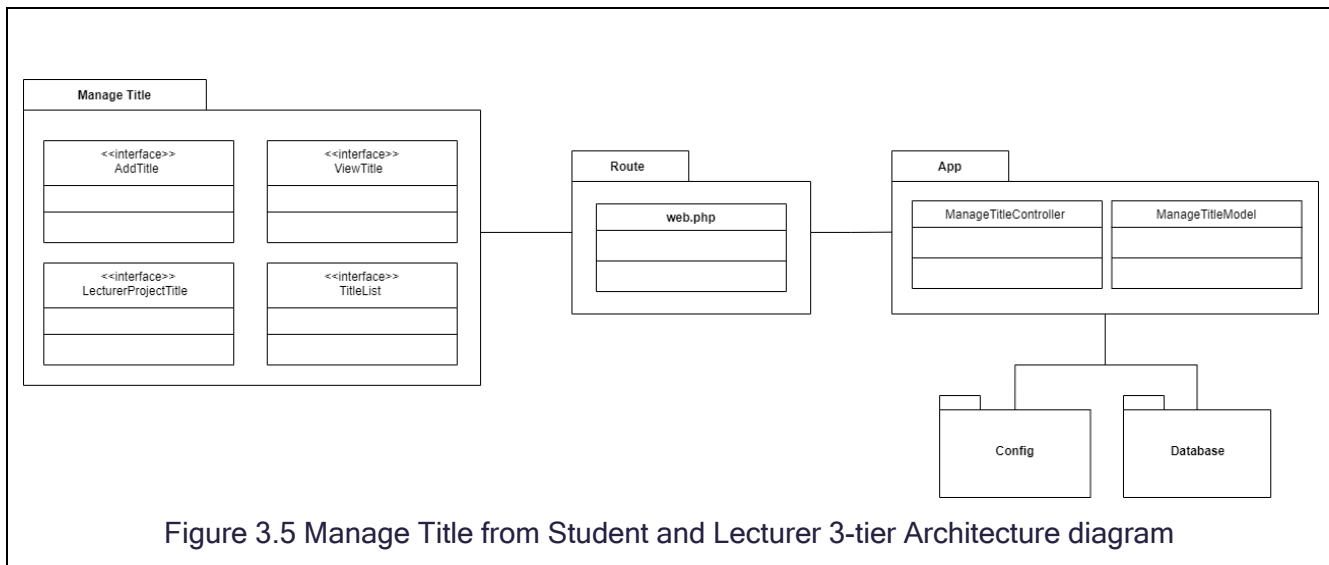 Manage Title
<<interface>>
AddTitle
<<interface>>
ViewTitle
<<interface>>
LecturerProjectTitle
<<interface>>
TitleList
Route
web.php
App
ManageTitleController
ManageTitleModel
Config
Database
Figure 3.5 Manage Title from Student and Lecturer 3-tier Architecture diagram